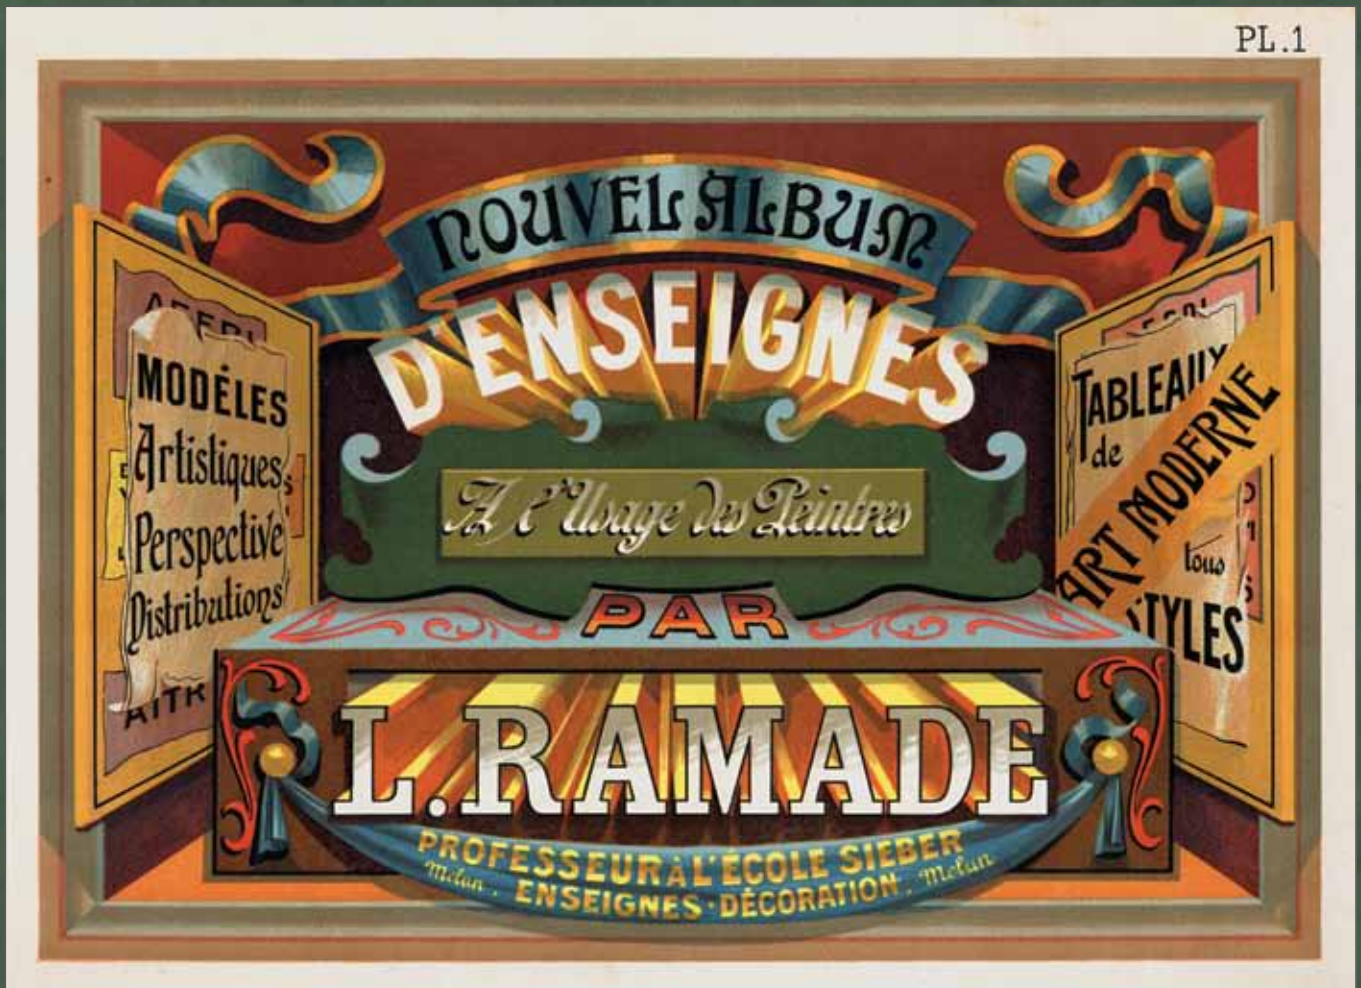 PL.1
NOUVEL ALBUM
D'ENSEIGNES
A l'Usage des Peintres
PAR
L. RAMADE
PROFESSEUR À L'ÉCOLE SIEBER
Melun. ENSEIGNES·DÉCORATION. Melun
MODÈLES
Artistiques
Perspective
Distributions
TABLEAUX
de
ART MODERNE
tous
STYLES